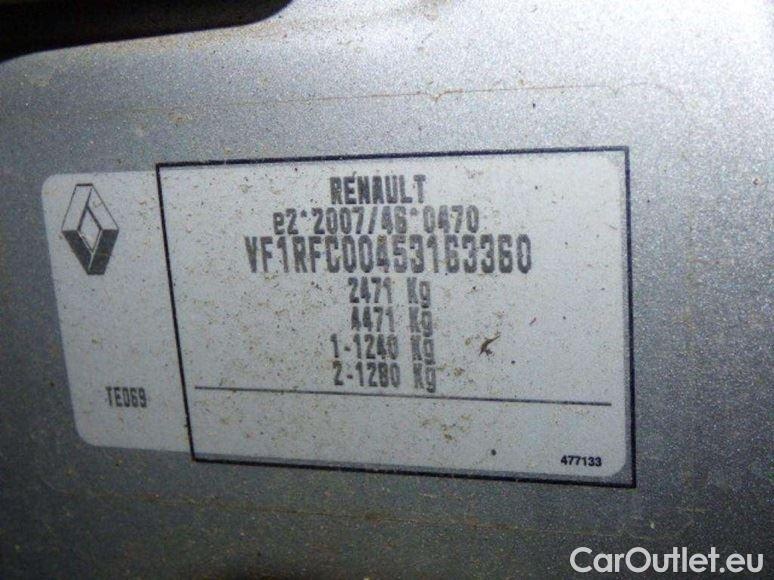 RENAULT
e2*2007/46*0470
VF1RFC00453163360
2471 Kg
4471 Kg
1-1240 Kg
2-1280 Kg
TE069
477133
CarOutlet.eu